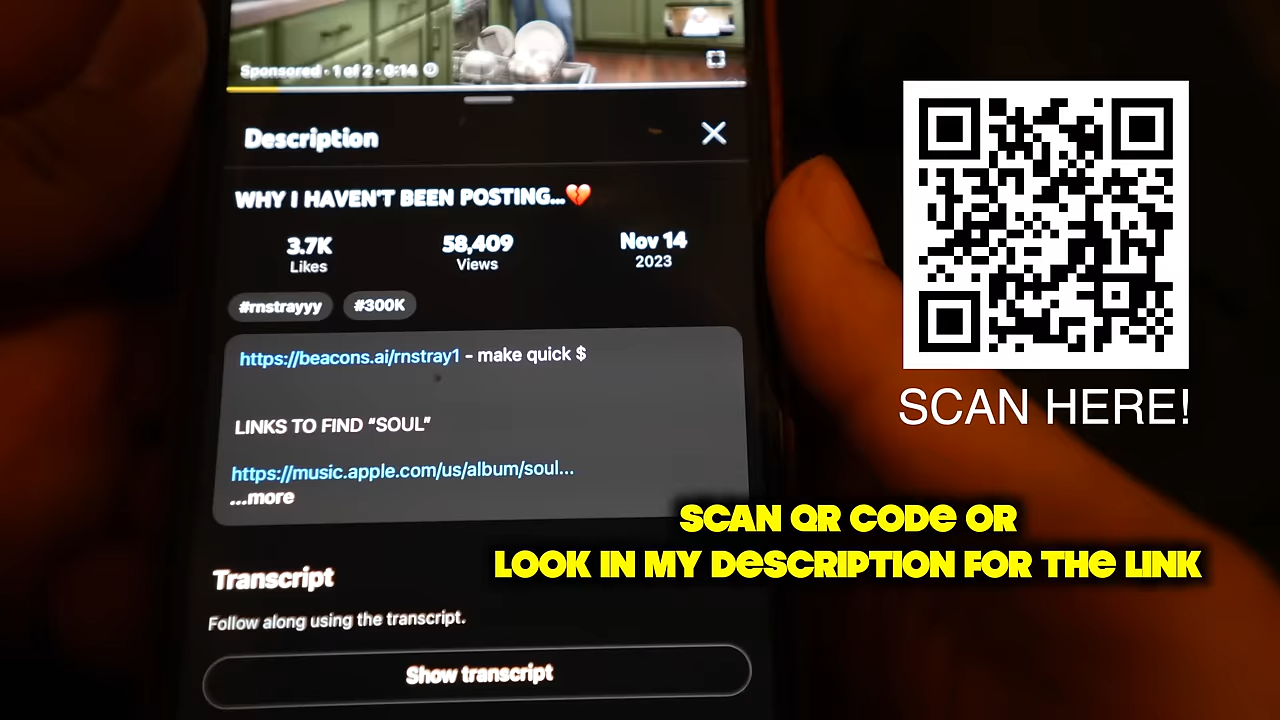 Sponsored · 1 of 2 · 0:14
Description
WHY I HAVEN'T BEEN POSTING...💔
3.7K
Likes
58,409
Views
Nov 14
2023
#rnstrayyy
#300K
https://beacons.ai/rnstray1 - make quick $
LINKS TO FIND “SOUL”
https://music.apple.com/us/album/soul...
...more
Transcript
Follow along using the transcript.
Show transcript
SCAN HERE!
SCAN QR CODE OR
LOOK IN MY DESCRIPTION FOR THE LINK